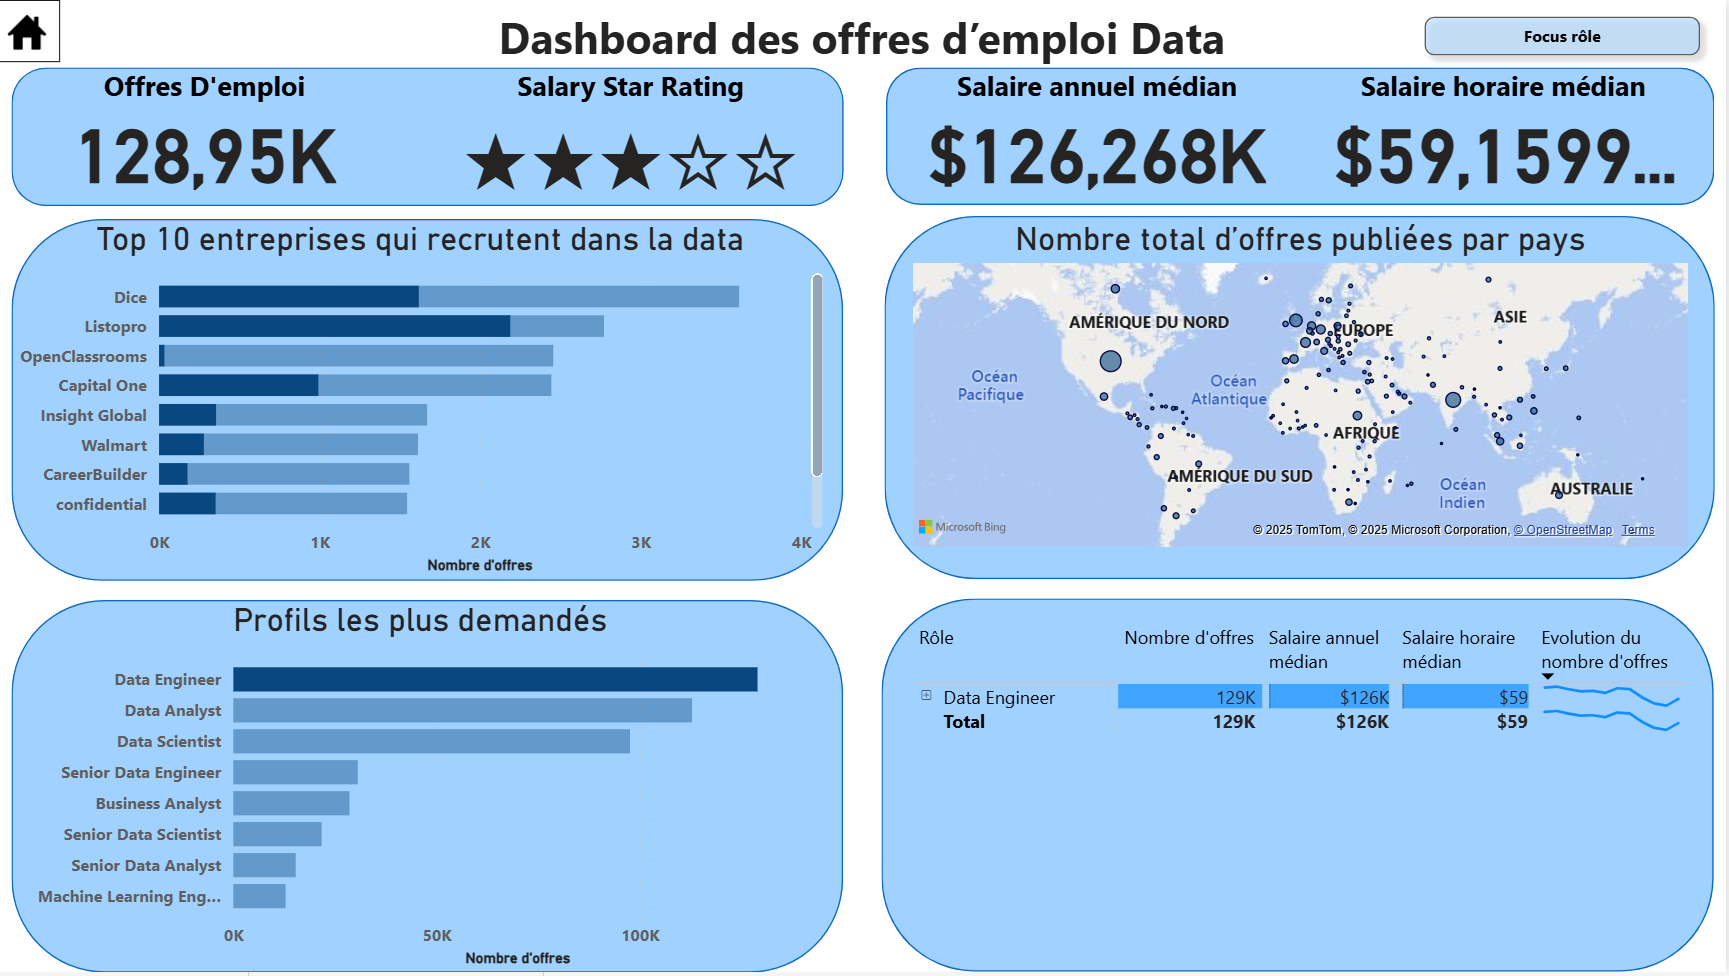 Dashboard des offres d’emploi Data
Focus rôle
Offres D'emploi
128,95K
Salary Star Rating
Salaire annuel médian
$126,268K
Salaire horaire médian
$59,1599...
Top 10 entreprises qui recrutent dans la data
Dice
Listopro
OpenClassrooms
Capital One
Insight Global
Walmart
CareerBuilder
confidential
0K 1K 2K 3K 4K
Nombre d'offres
Nombre total d’offres publiées par pays
AMÉRIQUE DU NORD
EUROPE
ASIE
Océan
Pacifique
Océan
Atlantique
AFRIQUE
AMÉRIQUE DU SUD
Océan
Indien
AUSTRALIE
Microsoft Bing
© 2025 TomTom, © 2025 Microsoft Corporation, © OpenStreetMap Terms
Profils les plus demandés
Data Engineer
Data Analyst
Data Scientist
Senior Data Engineer
Business Analyst
Senior Data Scientist
Senior Data Analyst
Machine Learning Eng...
0K 50K 100K
Nombre d'offres
Rôle
Nombre d'offres
Salaire annuel
médian
Salaire horaire
médian
Evolution du
nombre d'offres
Data Engineer 129K $126K $59
Total 129K $126K $59